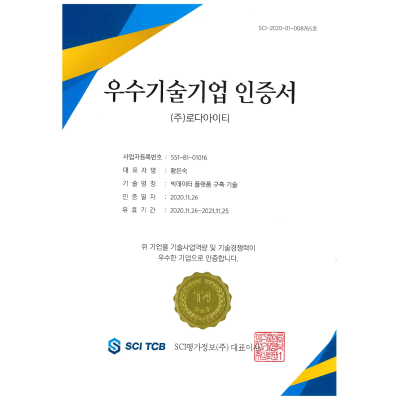 SCI-2020-01-008765호
우수기술기업 인증서
(주)로다아이티
사업자등록번호 : 551-81-01016
대 표 자 명 : 황은숙
기 술 명 칭 : 빅데이타 플랫폼 구축 기술
인 증 일 자 : 2020.11.26
유 효 기 간 : 2020.11.26~2021.11.25
위 기업을 기술사업역량 및 기술경쟁력이
우수한 기업으로 인증합니다.
T4
SCI TCB
SCI평가정보(주) 대표이사